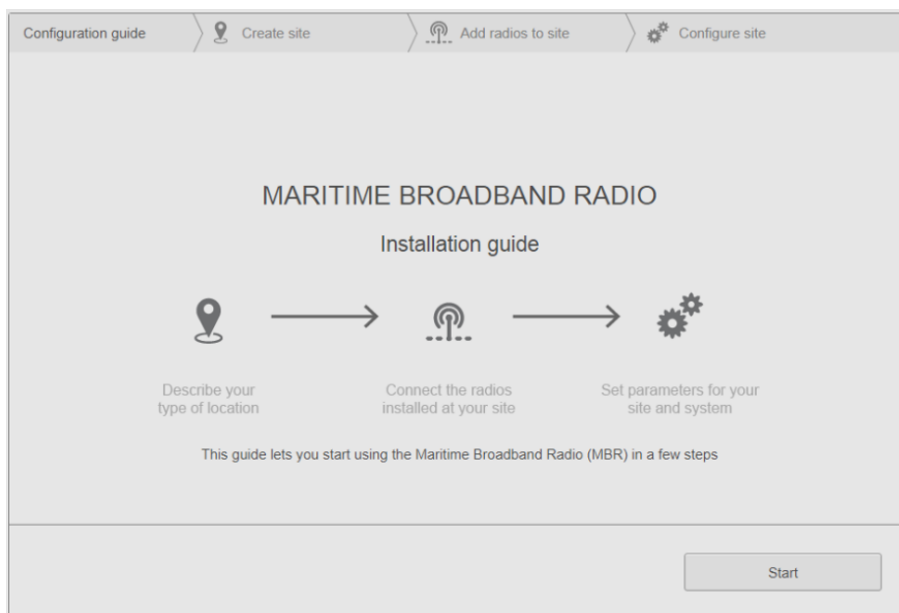 Configuration guide
Create site
Add radios to site
Configure site
MARITIME BROADBAND RADIO
Installation guide
Describe your
type of location
Connect the radios
installed at your site
Set parameters for your
site and system
This guide lets you start using the Maritime Broadband Radio (MBR) in a few steps
Start